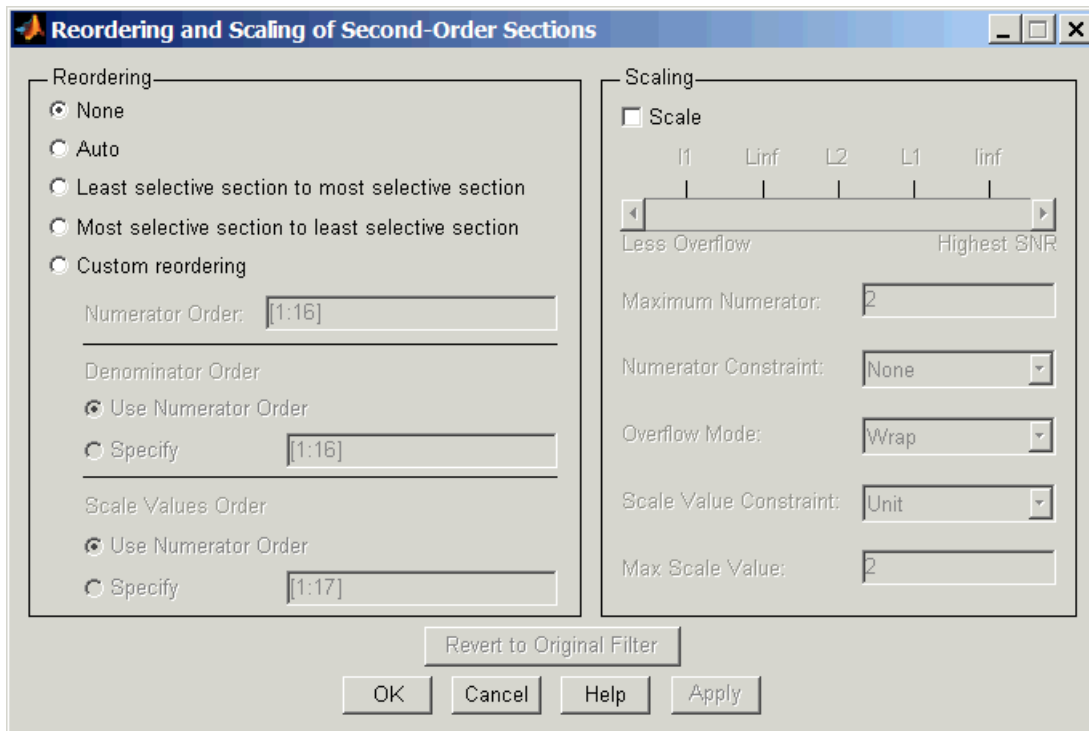 Reordering and Scaling of Second-Order Sections
Reordering
None
Auto
Least selective section to most selective section
Most selective section to least selective section
Custom reordering
Numerator Order: [1:16]
Denominator Order
Use Numerator Order
Specify [1:16]
Scale Values Order
Use Numerator Order
Specify [1:17]
Scaling
Scale
l1 Linf L2 L1 linf
Less Overflow Highest SNR
Maximum Numerator: 2
Numerator Constraint: None
Overflow Mode: Wrap
Scale Value Constraint: Unit
Max Scale Value: 2
Revert to Original Filter
OK Cancel Help Apply